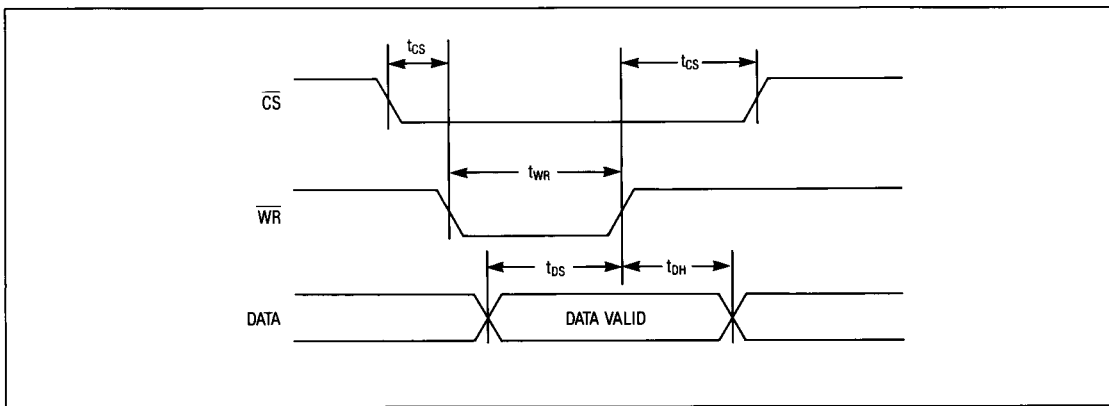 tCS
tCS
CS
tWR
WR
tDS
tDH
DATA
DATA VALID